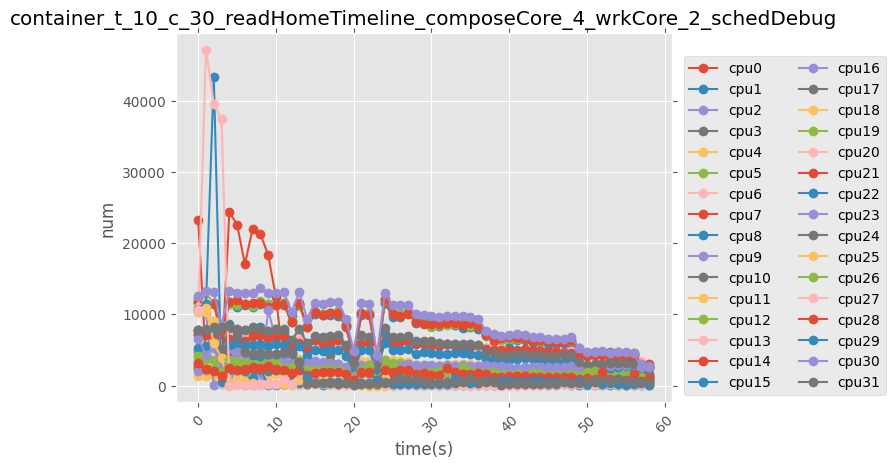 container_t_10_c_30_readHomeTimeline_composeCore_4_wrkCore_2_schedDebug
num
40000
30000
20000
10000
0
0
10
20
30
40
50
60
time(s)
cpu0
cpu1
cpu2
cpu3
cpu4
cpu5
cpu6
cpu7
cpu8
cpu9
cpu10
cpu11
cpu12
cpu13
cpu14
cpu15
cpu16
cpu17
cpu18
cpu19
cpu20
cpu21
cpu22
cpu23
cpu24
cpu25
cpu26
cpu27
cpu28
cpu29
cpu30
cpu31